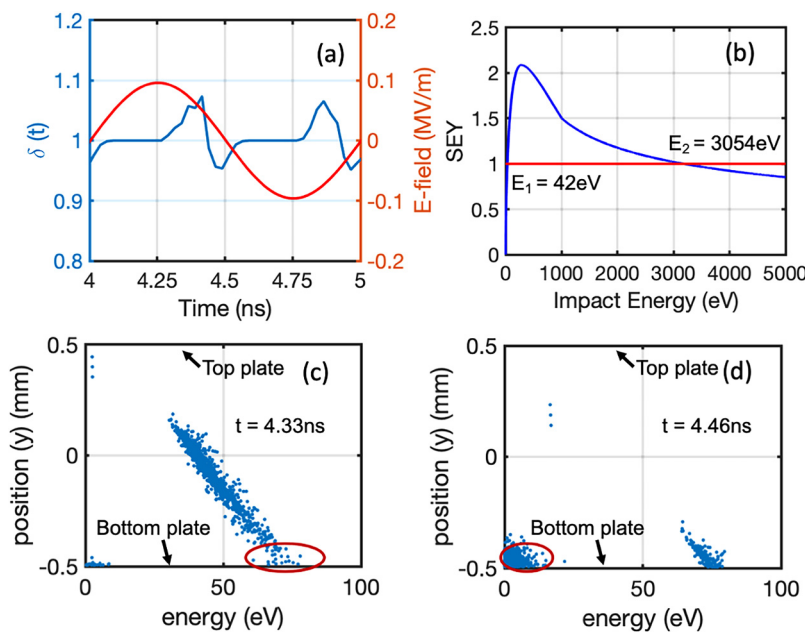 (a)
1.2
1.1
1
0.9
0.8
δ (t)
0.2
0.1
0
-0.1
-0.2
E-field (MV/m)
4 4.25 4.5 4.75 5
Time (ns)
(b)
2.5
2
1.5
1
0.5
0
SEY
E₂ = 3054eV
E₁ = 42eV
0 1000 2000 3000 4000 5000
Impact Energy (eV)
(c)
0.5
0
-0.5
position (y) (mm)
Top plate
t = 4.33ns
Bottom plate
0 50 100
energy (eV)
(d)
0.5
0
-0.5
position (y) (mm)
Top plate
t = 4.46ns
Bottom plate
0 50 100
energy (eV)